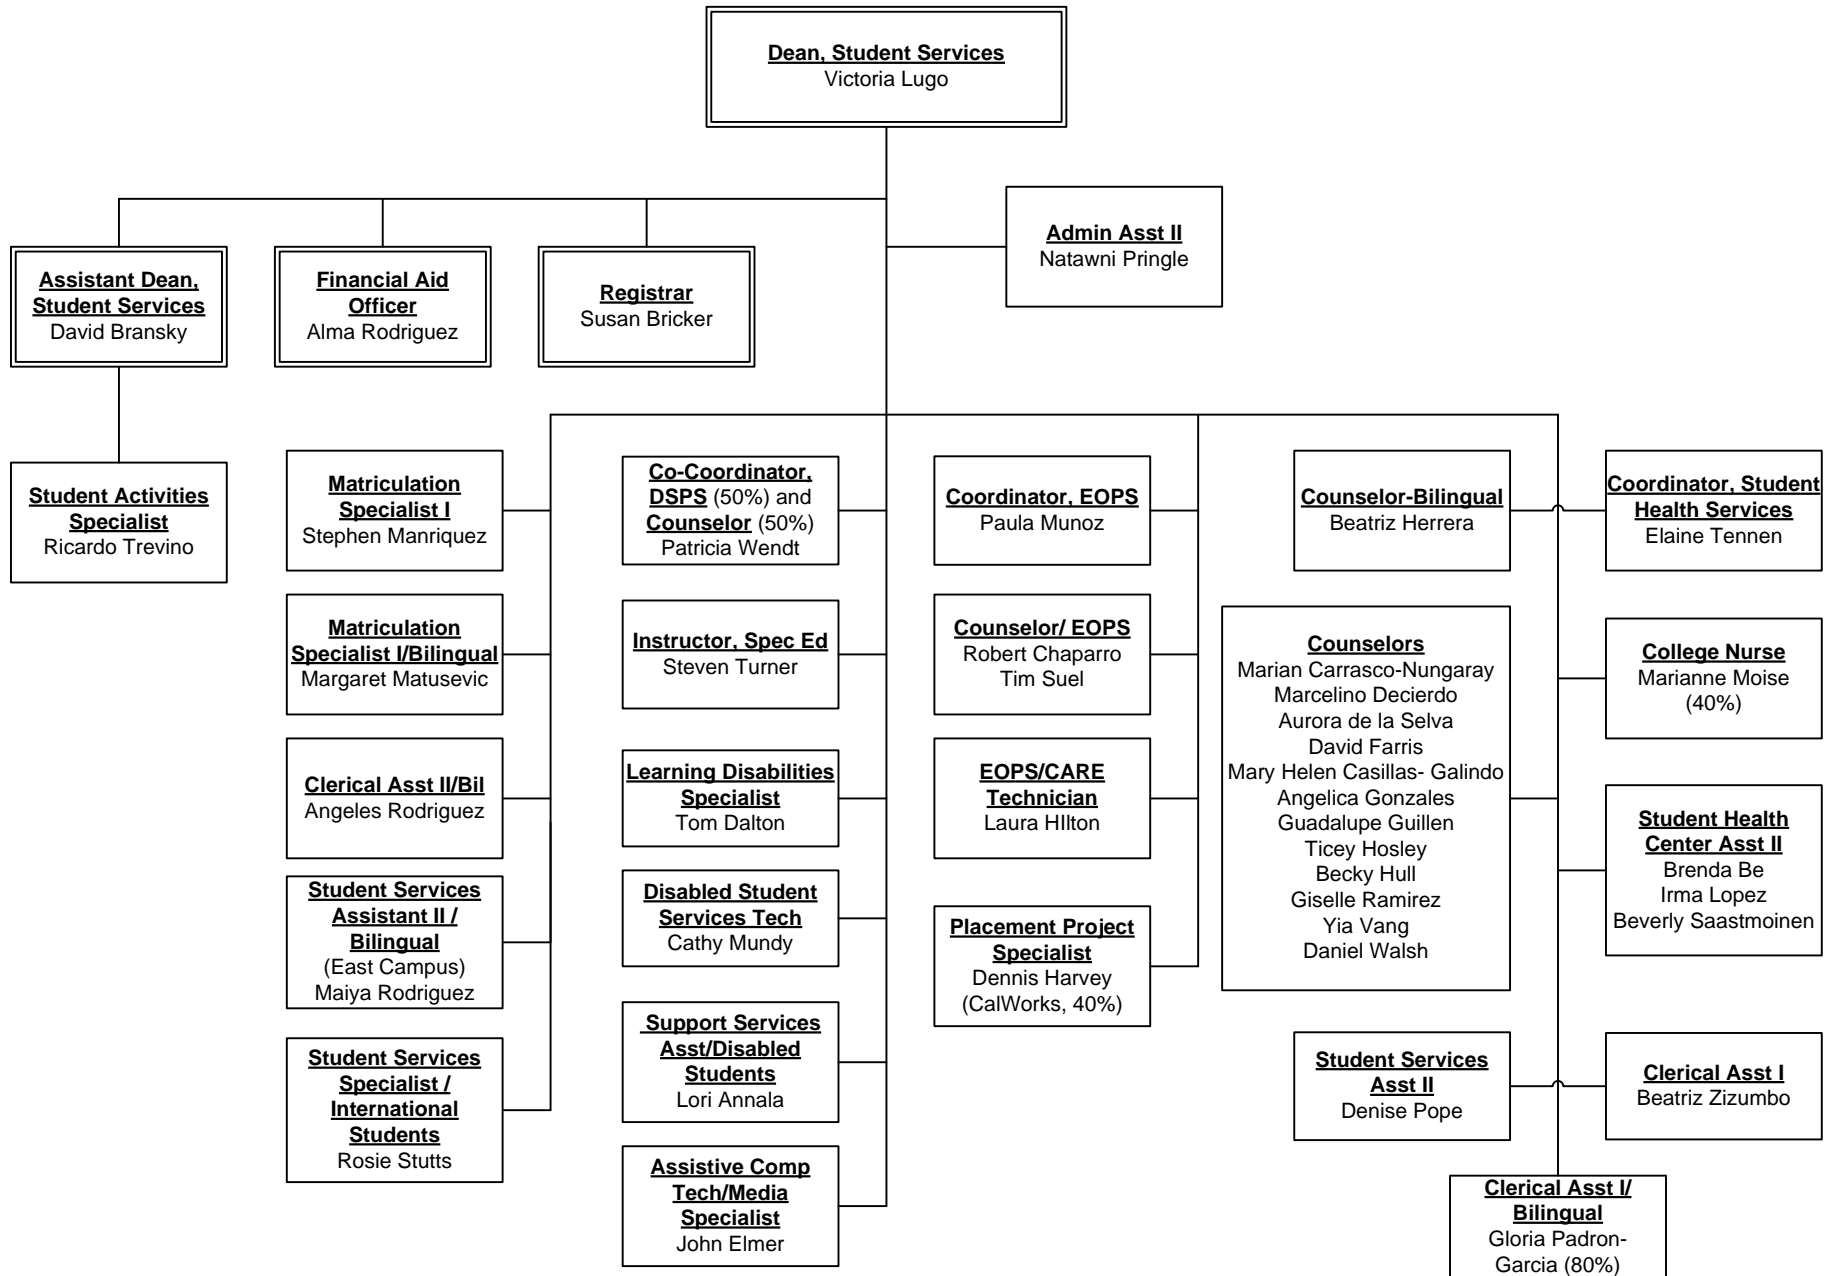 Dean, Student Services
Victoria Lugo
Admin Asst II
Natawni Pringle
Assistant Dean,
Student Services
David Bransky
Financial Aid
Officer
Alma Rodriguez
Registrar
Susan Bricker
Student Activities
Specialist
Ricardo Trevino
Matriculation
Specialist I
Stephen Manriquez
Matriculation
Specialist I/Bilingual
Margaret Matusevic
Clerical Asst II/Bil
Angeles Rodriguez
Student Services
Assistant II /
Bilingual
(East Campus)
Maiya Rodriguez
Student Services
Specialist /
International
Students
Rosie Stutts
Co-Coordinator,
DSPS (50%) and
Counselor (50%)
Patricia Wendt
Instructor, Spec Ed
Steven Turner
Learning Disabilities
Specialist
Tom Dalton
Disabled Student
Services Tech
Cathy Mundy
Support Services
Asst/Disabled
Students
Lori Annala
Assistive Comp
Tech/Media
Specialist
John Elmer
Coordinator, EOPS
Paula Munoz
Counselor/ EOPS
Robert Chaparro
Tim Suel
EOPS/CARE
Technician
Laura HIlton
Placement Project
Specialist
Dennis Harvey
(CalWorks, 40%)
Counselor-Bilingual
Beatriz Herrera
Counselors
Marian Carrasco-Nungaray
Marcelino Decierdo
Aurora de la Selva
David Farris
Mary Helen Casillas- Galindo
Angelica Gonzales
Guadalupe Guillen
Ticey Hosley
Becky Hull
Giselle Ramirez
Yia Vang
Daniel Walsh
Student Services
Asst II
Denise Pope
Coordinator, Student
Health Services
Elaine Tennen
College Nurse
Marianne Moise
(40%)
Student Health
Center Asst II
Brenda Be
Irma Lopez
Beverly Saastmoinen
Clerical Asst I
Beatriz Zizumbo
Clerical Asst I/
Bilingual
Gloria Padron-
Garcia (80%)